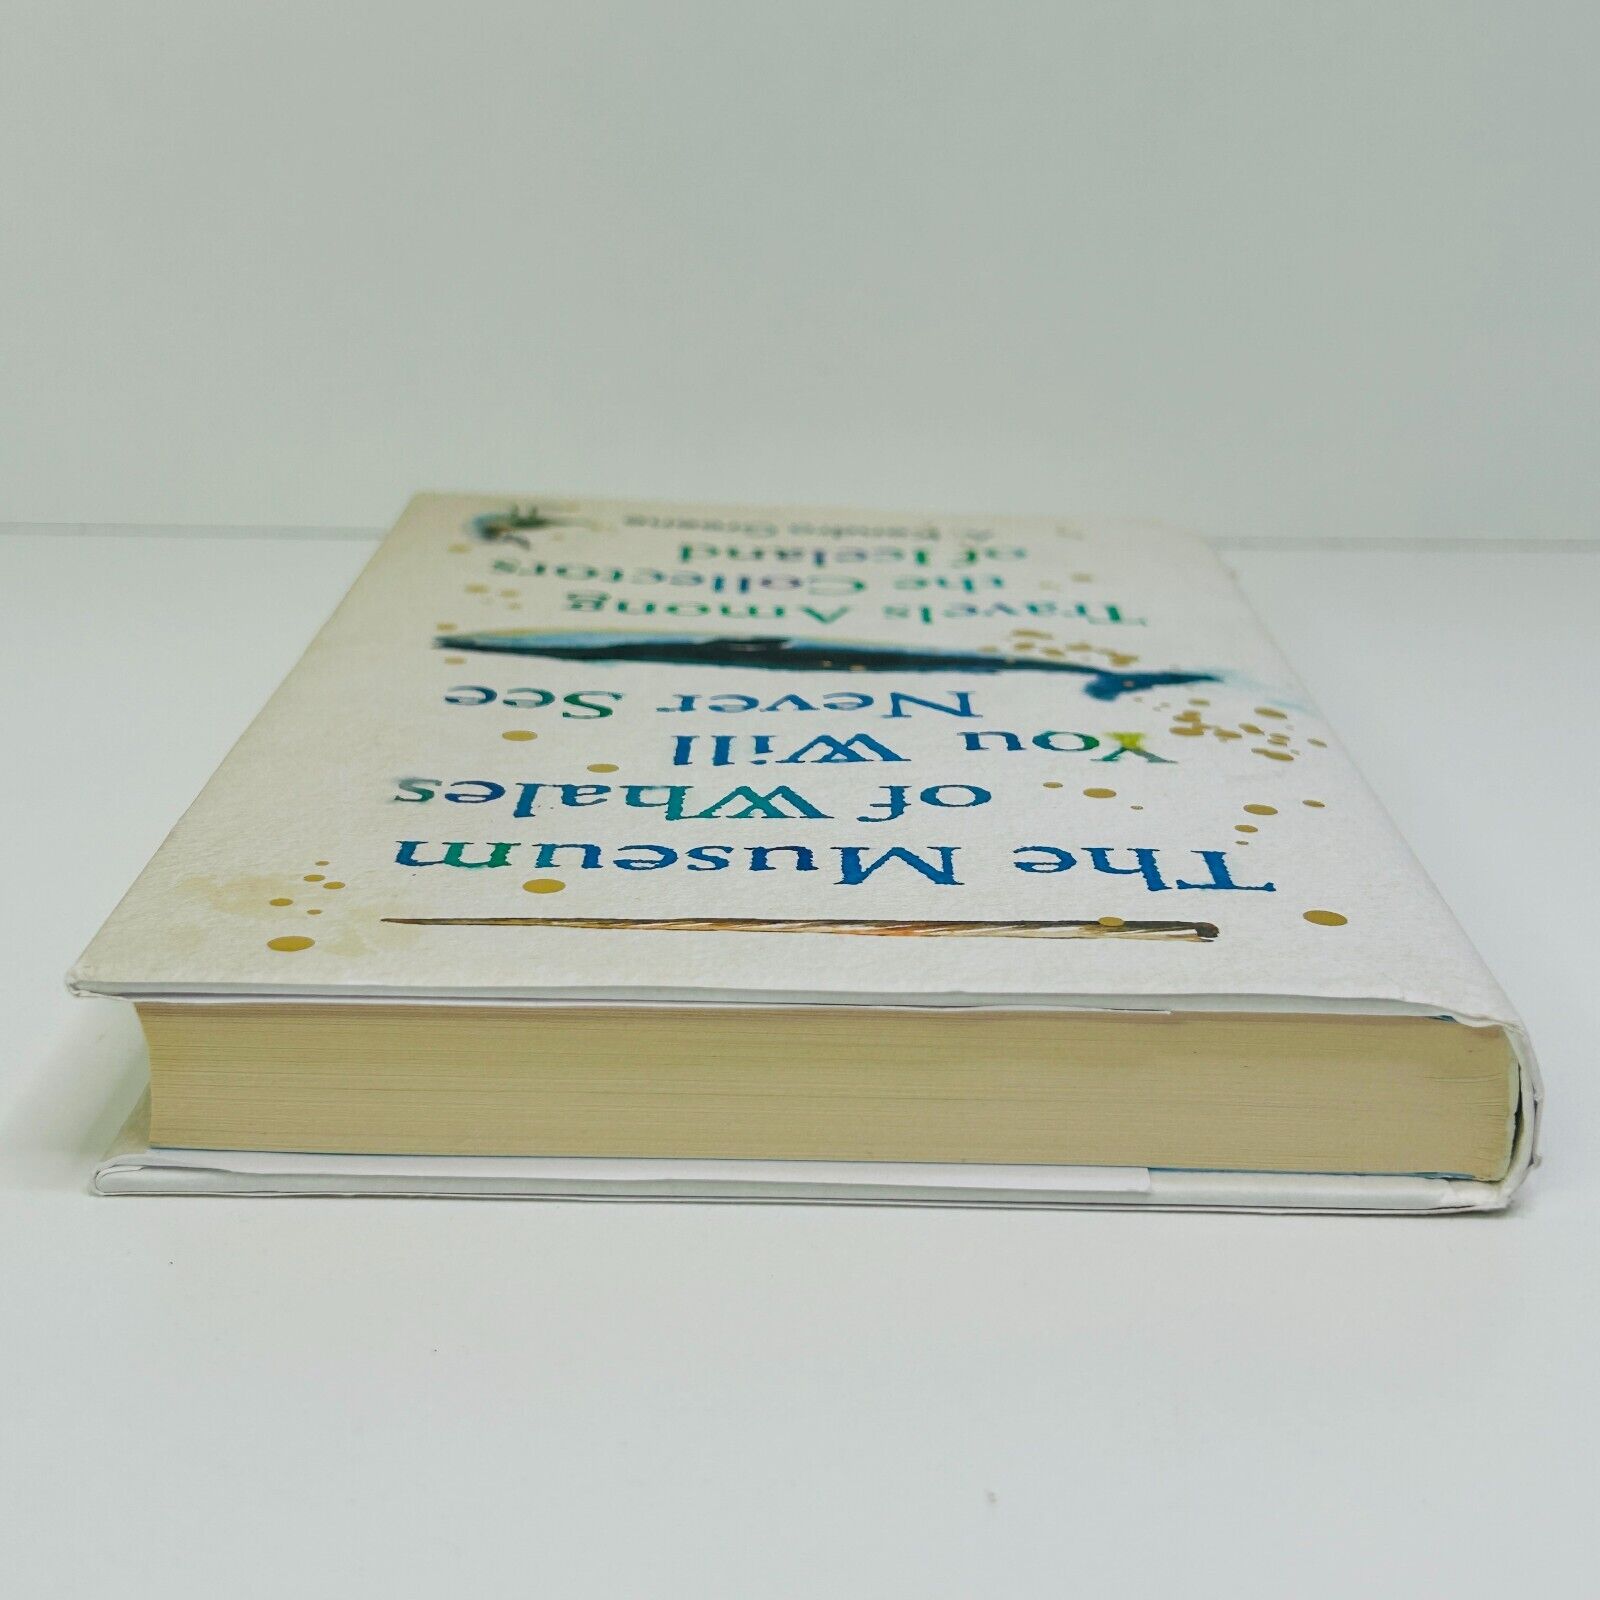 The Museum
of Whales
You Will
Never See
Travels Among
the Collectors
of Iceland
A. Kendra Greene